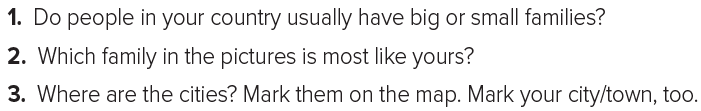 1. Do people in your country usually have big or small families?
2. Which family in the pictures is most like yours?
3. Where are the cities? Mark them on the map. Mark your city/town, too.